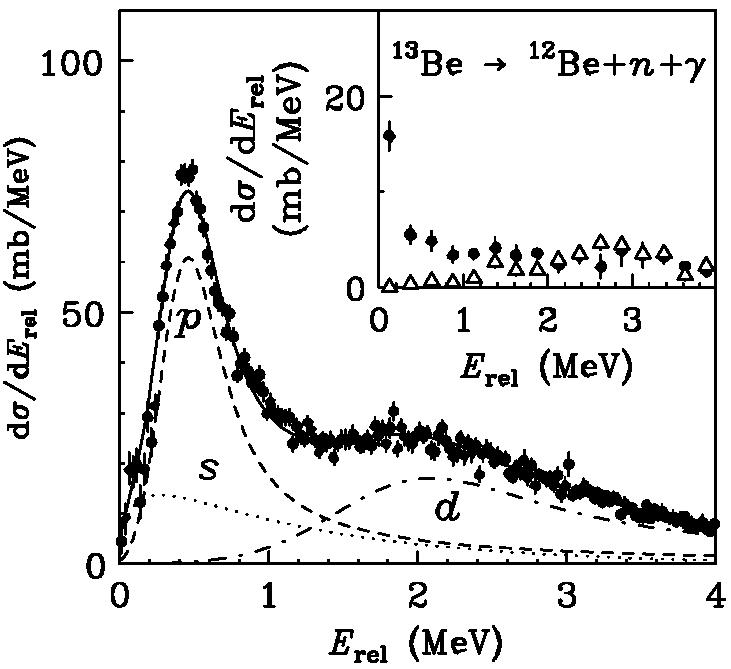 100
50
0
dσ/dE_rel (mb/MeV)
¹³Be → ¹²Be+n+γ
20
0
dσ/dE_rel
(mb/MeV)
0 1 2 3
E_rel (MeV)
p
s
d
0 1 2 3 4
E_rel (MeV)